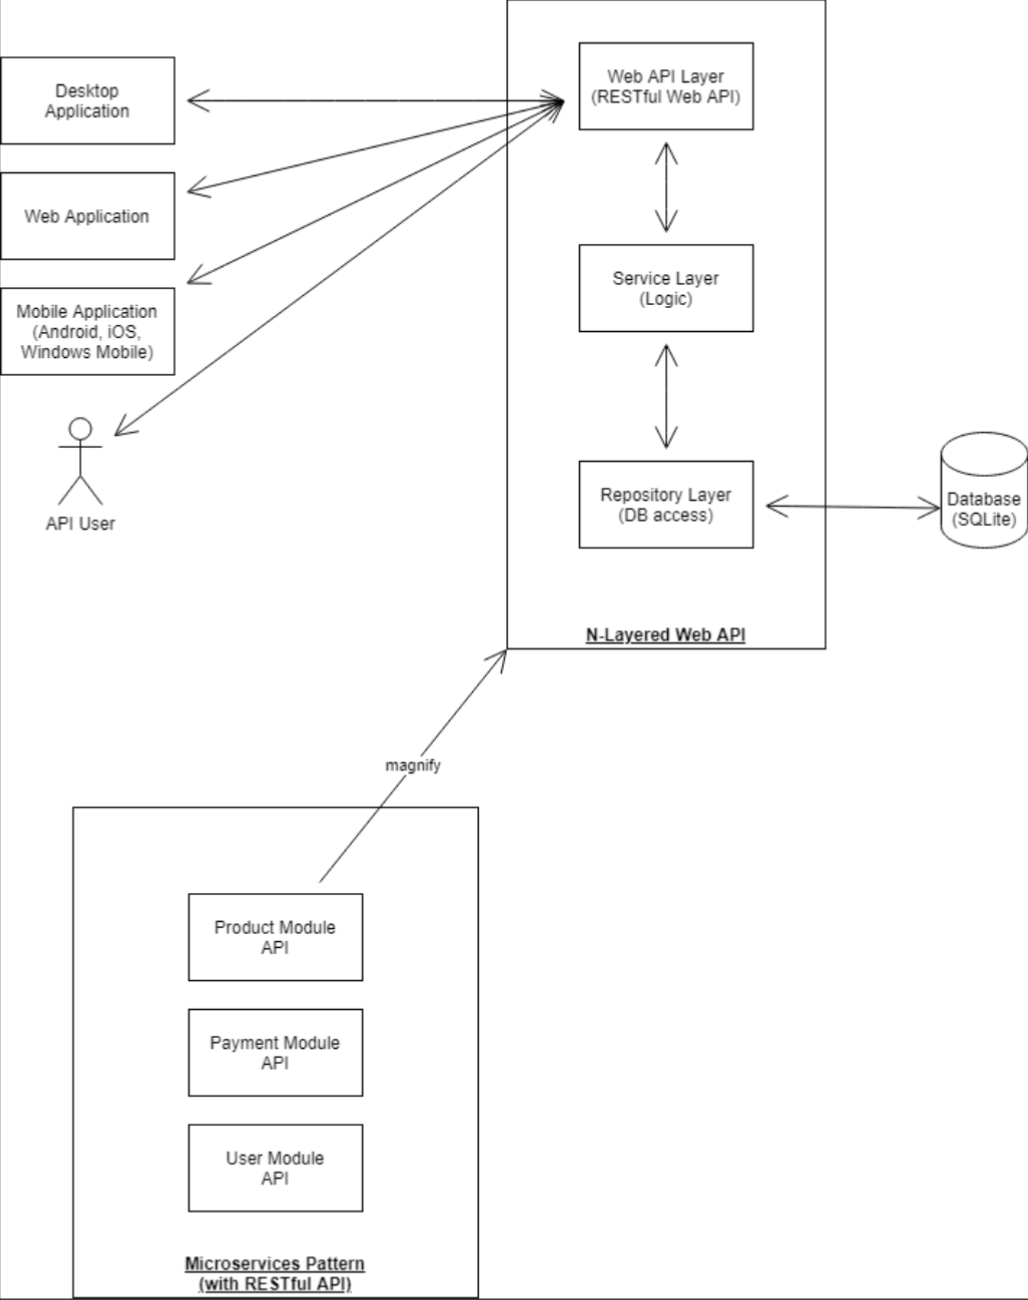 Desktop
Application
Web Application
Mobile Application
(Android, iOS,
Windows Mobile)
API User
Web API Layer
(RESTful Web API)
Service Layer
(Logic)
Repository Layer
(DB access)
N-Layered Web API
Database
(SQLite)
magnify
Product Module
API
Payment Module
API
User Module
API
Microservices Pattern
(with RESTful API)